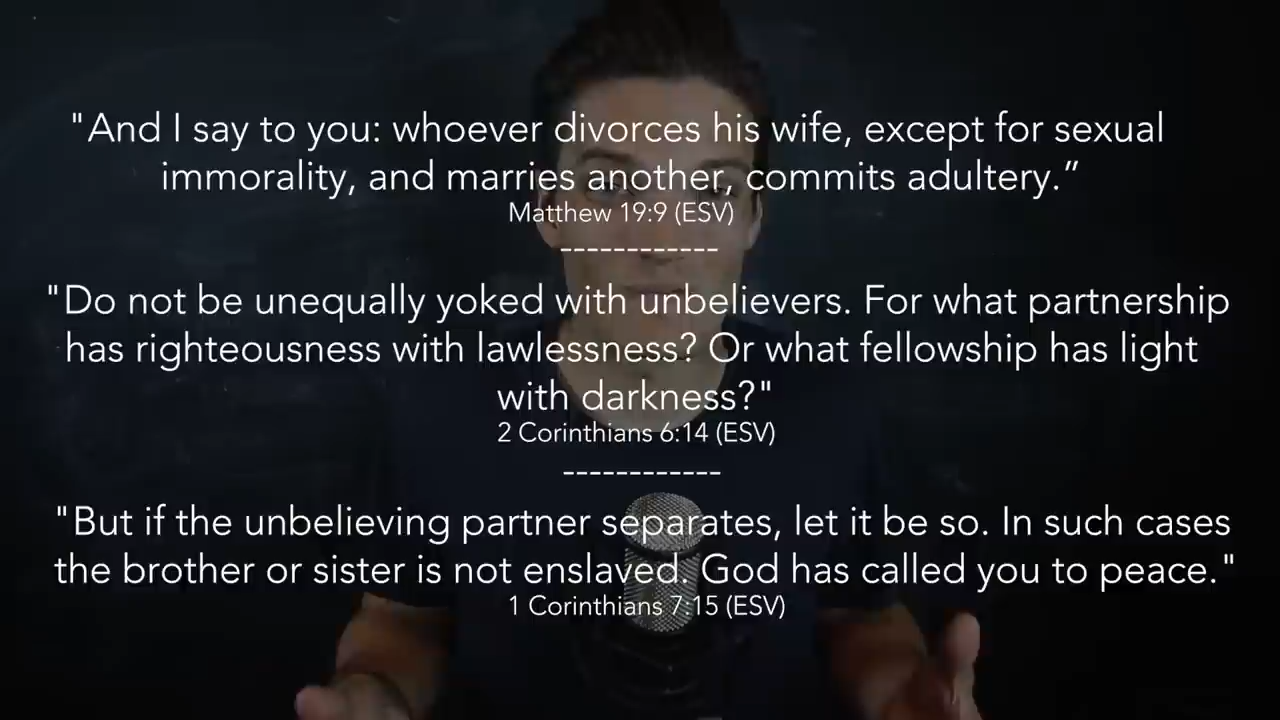 "And I say to you: whoever divorces his wife, except for sexual
immorality, and marries another, commits adultery.”
Matthew 19:9 (ESV)
------------
"Do not be unequally yoked with unbelievers. For what partnership
has righteousness with lawlessness? Or what fellowship has light
with darkness?"
2 Corinthians 6:14 (ESV)
------------
"But if the unbelieving partner separates, let it be so. In such cases
the brother or sister is not enslaved. God has called you to peace."
1 Corinthians 7:15 (ESV)